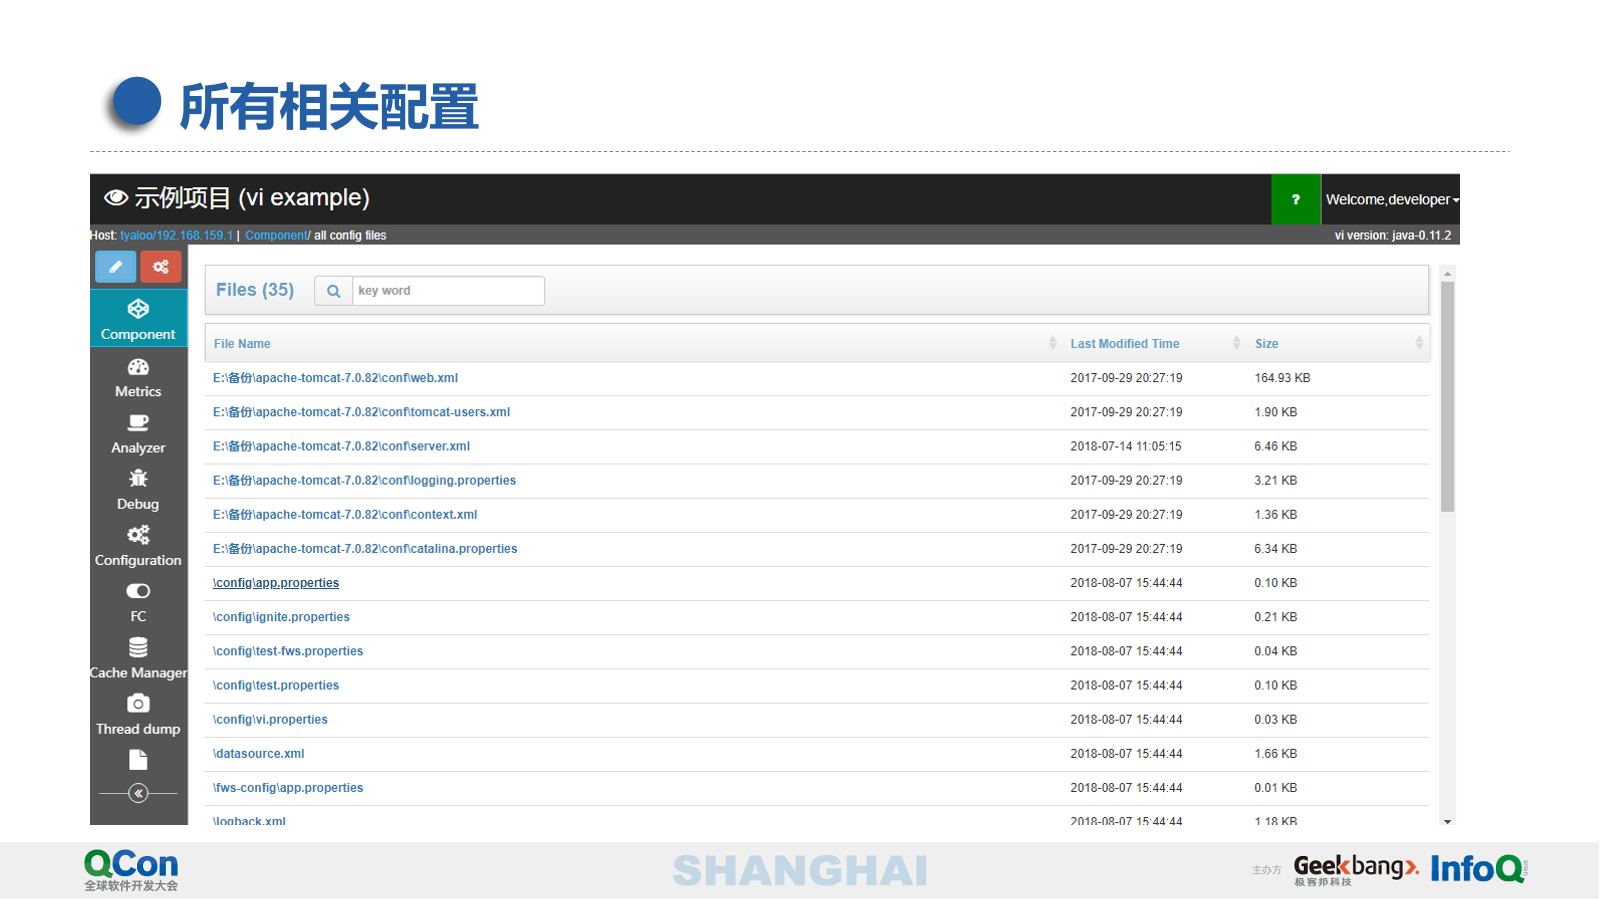 所有相关配置
示例项目 (vi example)
?
Welcome,developer
Host: tyaloo/192.168.159.1 | Component/ all config files
vi version: java-0.11.2
Component
Metrics
Analyzer
Debug
Configuration
FC
Cache Manager
Thread dump
Files (35)
key word
File Name Last Modified Time Size
E:\备份\apache-tomcat-7.0.82\conf\web.xml 2017-09-29 20:27:19 164.93 KB
E:\备份\apache-tomcat-7.0.82\conf\tomcat-users.xml 2017-09-29 20:27:19 1.90 KB
E:\备份\apache-tomcat-7.0.82\conf\server.xml 2018-07-14 11:05:15 6.46 KB
E:\备份\apache-tomcat-7.0.82\conf\logging.properties 2017-09-29 20:27:19 3.21 KB
E:\备份\apache-tomcat-7.0.82\conf\context.xml 2017-09-29 20:27:19 1.36 KB
E:\备份\apache-tomcat-7.0.82\conf\catalina.properties 2017-09-29 20:27:19 6.34 KB
\config\app.properties 2018-08-07 15:44:44 0.10 KB
\config\ignite.properties 2018-08-07 15:44:44 0.21 KB
\config\test-fws.properties 2018-08-07 15:44:44 0.04 KB
\config\test.properties 2018-08-07 15:44:44 0.10 KB
\config\vi.properties 2018-08-07 15:44:44 0.03 KB
\datasource.xml 2018-08-07 15:44:44 1.66 KB
\fws-config\app.properties 2018-08-07 15:44:44 0.01 KB
\logback.xml 2018-08-07 15:44:44 1.18 KB
QCon
全球软件开发大会
SHANGHAI
主办方
Geekbang>.
极客邦科技
InfoQ